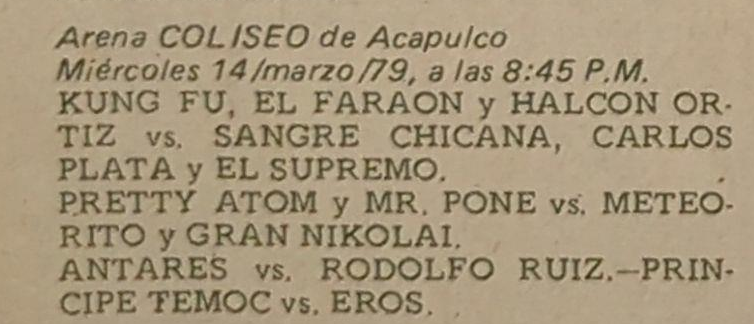 Arena COLISEO de Acapulco
Miércoles 14/marzo/79, a las 8:45 P.M.
KUNG FU, EL FARAON y HALCON OR-
TIZ vs. SANGRE CHICANA, CARLOS
PLATA y EL SUPREMO.
PRETTY ATOM y MR. PONE vs. METEO-
RITO y GRAN NIKOLAI.
ANTARES vs. RODOLFO RUIZ.—PRIN-
CIPE TEMOC vs. EROS.